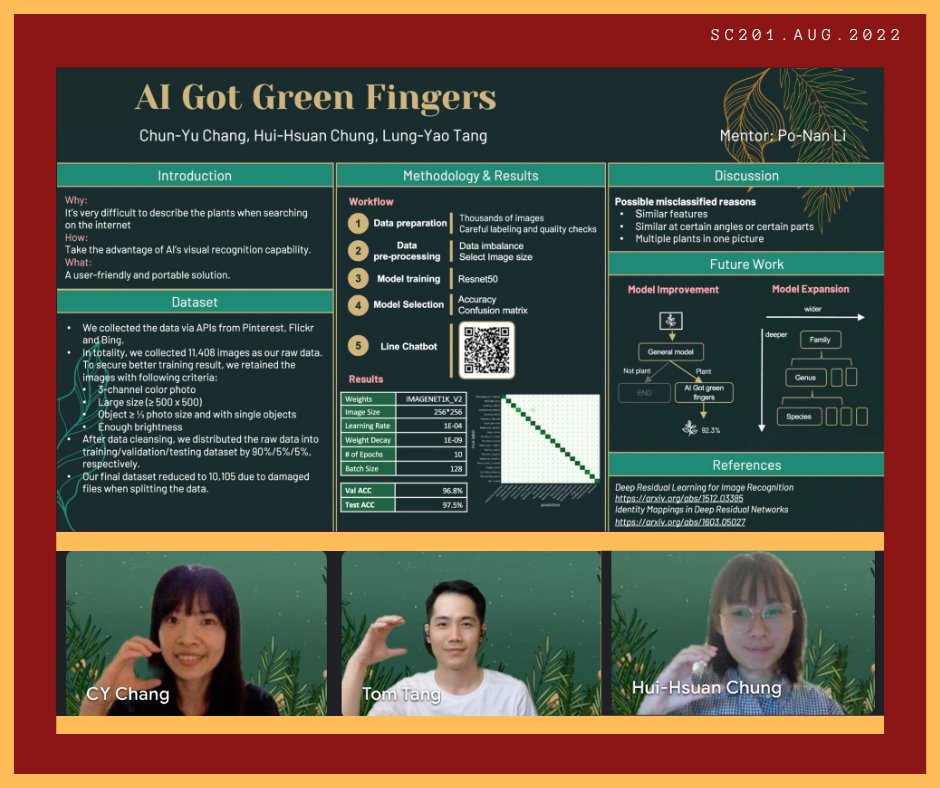 SC201.AUG.2022
AI Got Green Fingers
Chun-Yu Chang, Hui-Hsuan Chung, Lung-Yao Tang
Mentor: Po-Nan Li
Introduction
Why:
It's very difficult to describe the plants when searching
on the internet
How:
Take the advantage of AI's visual recognition capability.
What:
A user-friendly and portable solution.
Dataset
• We collected the data via APIs from Pinterest, Flickr
and Bing.
• In totality, we collected 11,408 images as our raw data.
To secure better training result, we retained the
images with following criteria:
• 3-channel color photo
• Large size (≥ 500 x 500)
• Object ≥ ⅓ photo size and with single objects
• Enough brightness
• After data cleansing, we distributed the raw data into
training/validation/testing dataset by 90%/5%/5%,
respectively.
• Our final dataset reduced to 10,105 due to damaged
files when splitting the data.
Methodology & Results
Workflow
1 Data preparation
Thousands of images
Careful labeling and quality checks
2 Data
pre-processing
Data imbalance
Select Image size
3 Model training
Resnet50
4 Model Selection
Accuracy
Confusion matrix
5 Line Chatbot
Results
Weights IMAGENET1K_V2
Image Size 256*256
Learning Rate 1E-04
Weight Decay 1E-09
# of Epochs 10
Batch Size 128
Val ACC 96.8%
Test ACC 97.5%
prediction
Discussion
Possible misclassified reasons
• Similar features
• Similar at certain angles or certain parts
• Multiple plants in one picture
Future Work
Model Improvement
General model
Not plant
Plant
END
AI Got green
fingers
92.3%
Model Expansion
wider
deeper
Family
Genus
Species
References
Deep Residual Learning for Image Recognition
https://arxiv.org/abs/1512.03385
Identity Mappings in Deep Residual Networks
https://arxiv.org/abs/1603.05027
CY Chang
Tom Tang
Hui-Hsuan Chung